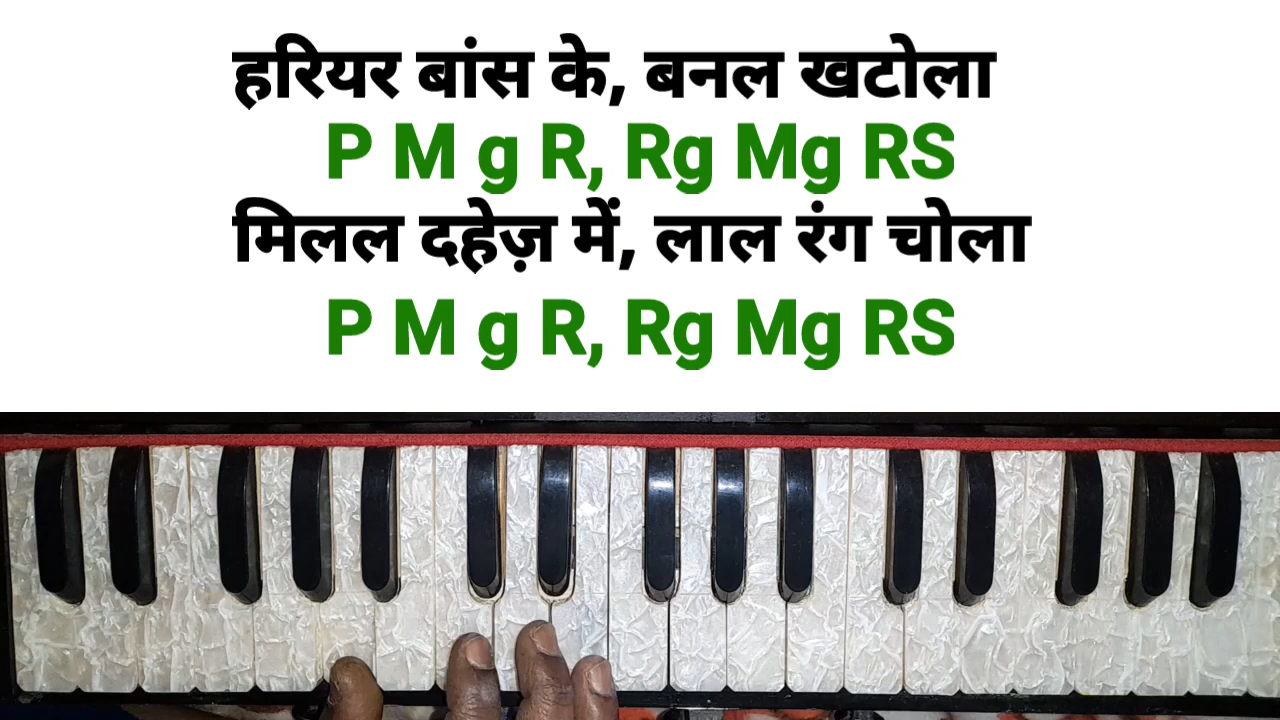 हरियर बांस के, बनल खटोला
P M g R, Rg Mg RS
मिलल दहेज़ में, लाल रंग चोला
P M g R, Rg Mg RS